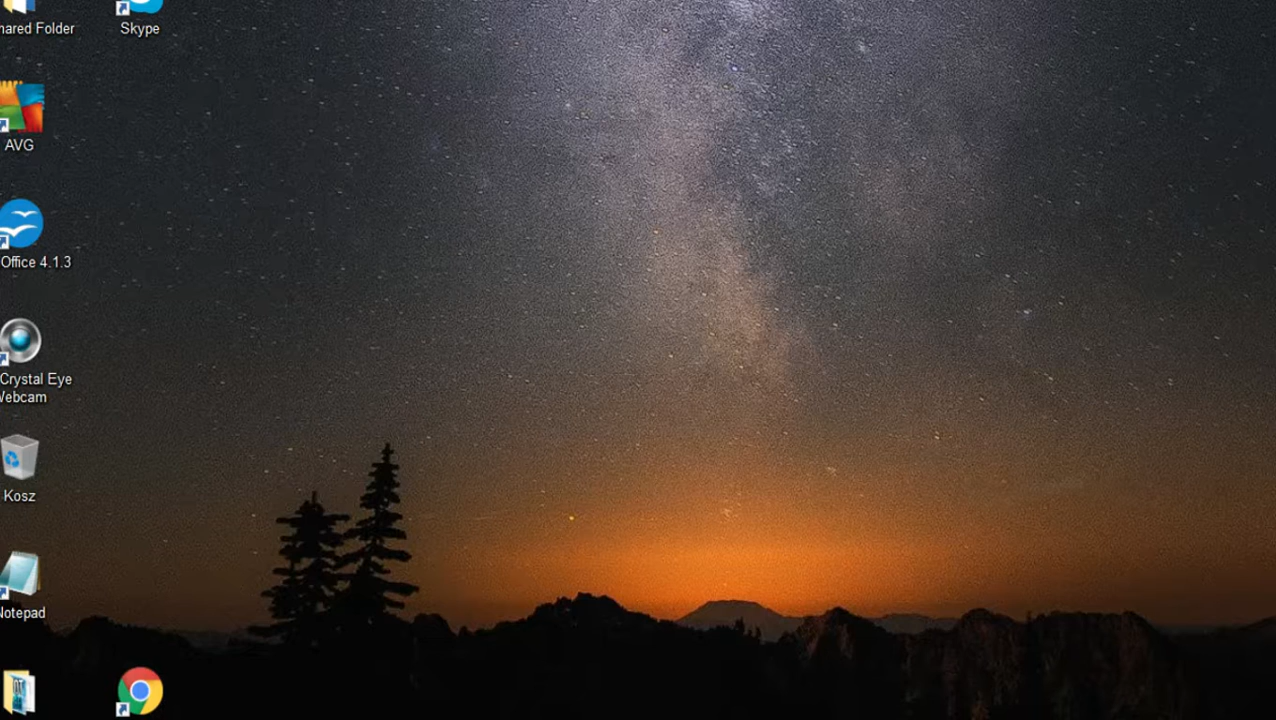 hared Folder
Skype
AVG
Office 4.1.3
Crystal Eye
Webcam
Kosz
Notepad